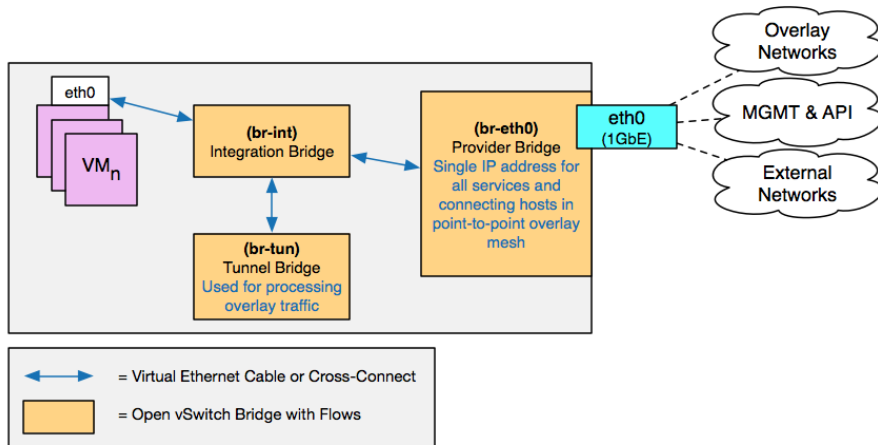 Overlay
Networks
eth0
(br-int)
Integration Bridge
(br-eth0)
Provider Bridge
Single IP address for
all services and
connecting hosts in
point-to-point overlay
mesh
eth0
(1GbE)
MGMT & API
VMn
External
Networks
(br-tun)
Tunnel Bridge
Used for processing
overlay traffic
= Virtual Ethernet Cable or Cross-Connect
= Open vSwitch Bridge with Flows